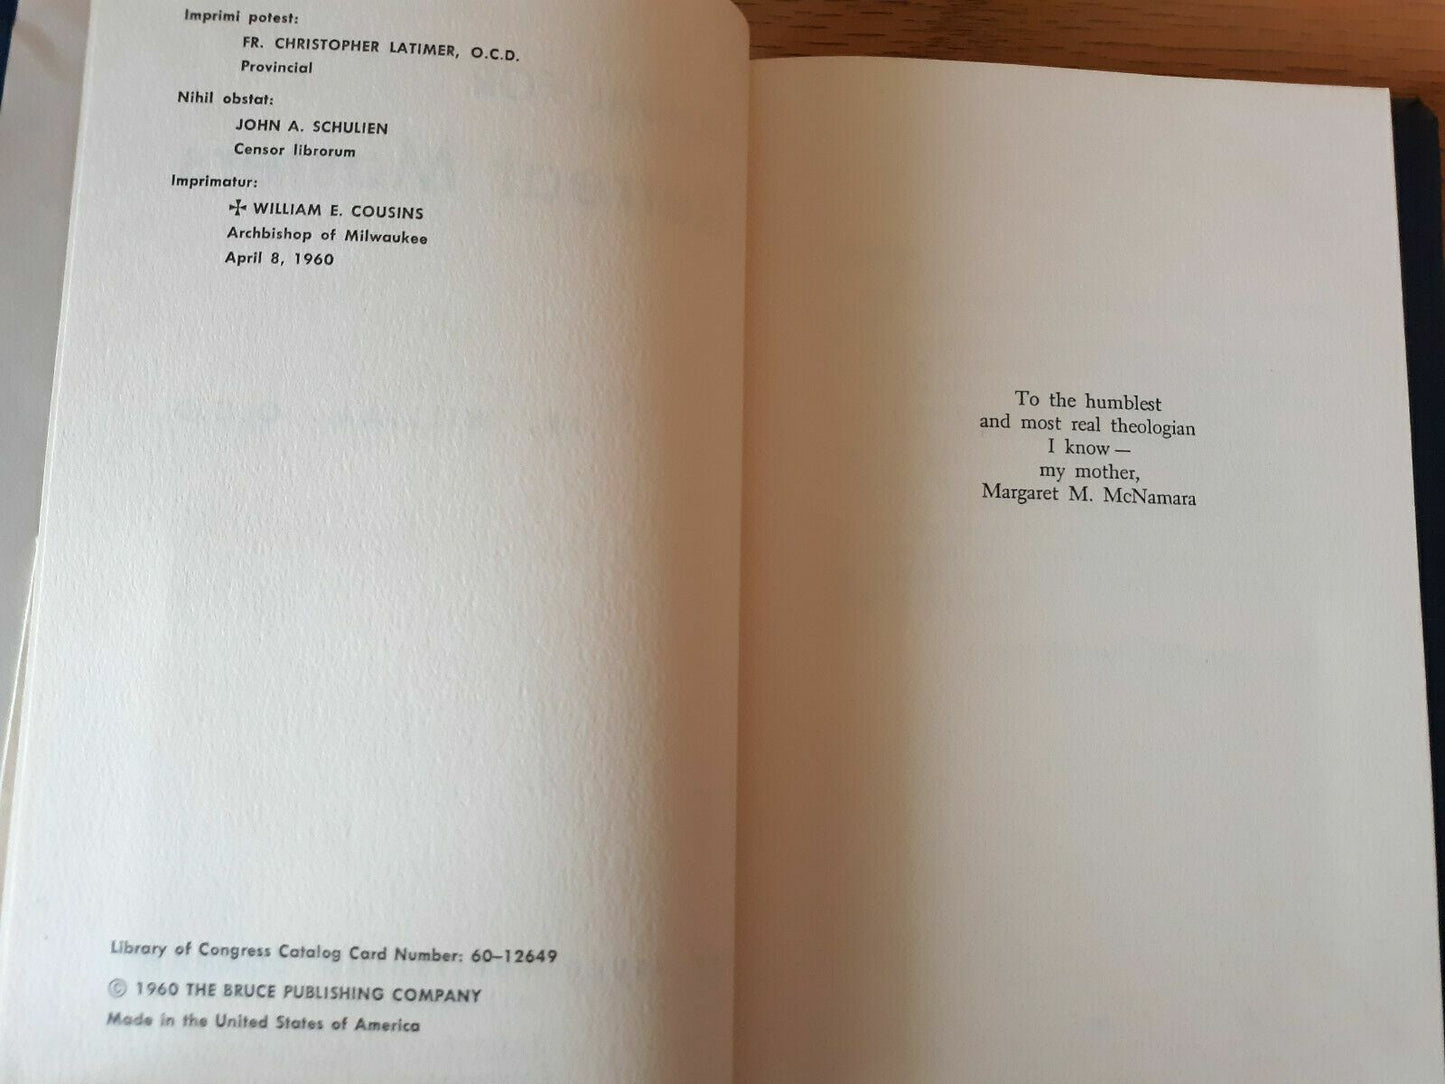 Imprimi potest:
FR. CHRISTOPHER LATIMER, O.C.D.
Provincial
Nihil obstat:
JOHN A. SCHULIEN
Censor librorum
Imprimatur:
✠ WILLIAM E. COUSINS
Archbishop of Milwaukee
April 8, 1960
Library of Congress Catalog Card Number: 60–12649
© 1960 THE BRUCE PUBLISHING COMPANY
Made in the United States of America
To the humblest
and most real theologian
I know —
my mother,
Margaret M. McNamara